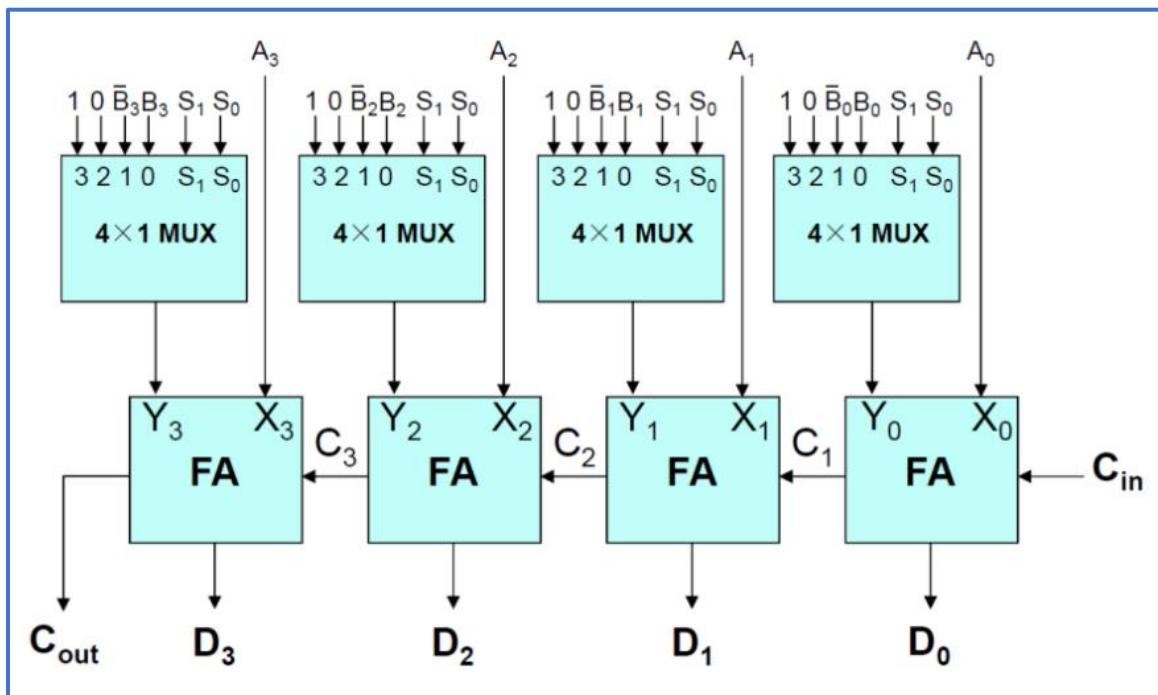 A₃ A₂ A₁ A₀
1 0 B̅₃ B₃ S₁ S₀ 1 0 B̅₂ B₂ S₁ S₀ 1 0 B̅₁ B₁ S₁ S₀ 1 0 B̅₀ B₀ S₁ S₀
3 2 1 0 S₁ S₀ 3 2 1 0 S₁ S₀ 3 2 1 0 S₁ S₀ 3 2 1 0 S₁ S₀
4×1 MUX 4×1 MUX 4×1 MUX 4×1 MUX
Y₃ X₃ Y₂ X₂ Y₁ X₁ Y₀ X₀
C₃ C₂ C₁
FA FA FA FA C_in
C_out D₃ D₂ D₁ D₀